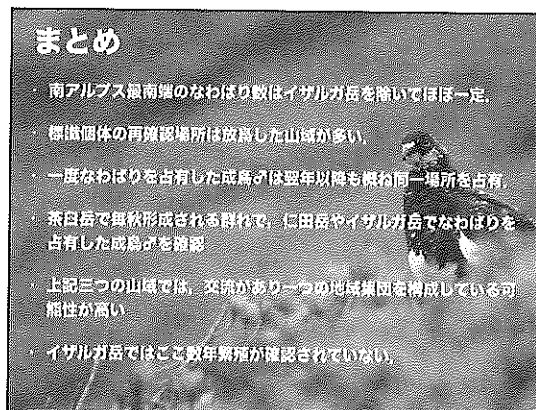 まとめ
・ 南アルプス最南端のなわばり数はイザルガ岳を除いてほぼ一定.
・ 標識個体の再確認場所は放鳥した山域が多い.
・ 一度なわばりを占有した成鳥♂は翌年以降も概ね同一場所を占有.
・ 茶臼岳で毎秋形成される群れで, 仁田岳やイザルガ岳でなわばりを
占有した成鳥♂を確認
・ 上記三つの山域では, 交流があり一つの地域集団を構成している可
能性が高い
・ イザルガ岳ではここ数年繁殖が確認されていない.